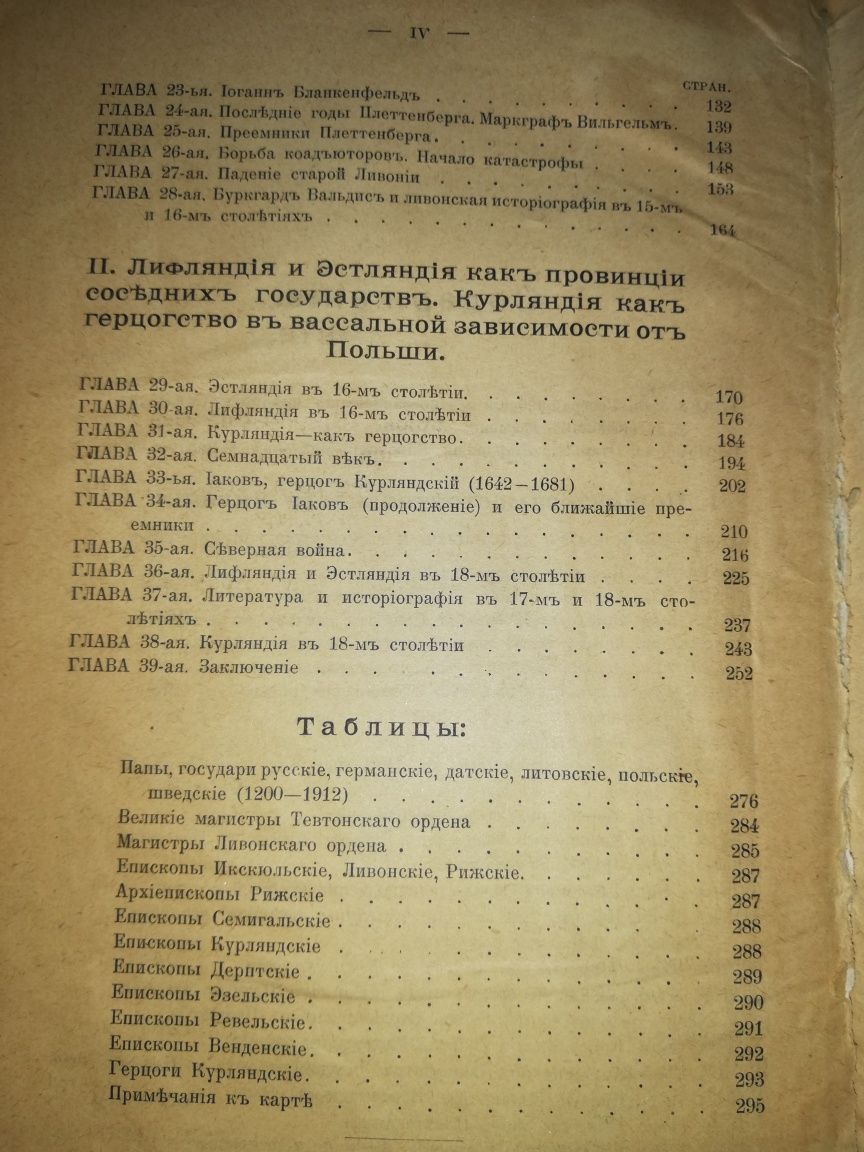 — IV —
СТРАН.
ГЛАВА 23-ья. Іоганнъ Бланкенфельдъ . . . . . . . . . 132
ГЛАВА 24-ая. Послѣдніе годы Плеттенберга. Маркграфъ Вильгельмъ. 139
ГЛАВА 25-ая. Преемники Плеттенберга. . . . . . . . . 143
ГЛАВА 26-ая. Борьба коадъюторовъ. Начало катастрофы . . . . 148
ГЛАВА 27-ая. Паденіе старой Ливоніи . . . . . . . . . 153
ГЛАВА 28-ая. Буркгардъ Вальдисъ и ливонская исторіографія въ 15-мъ
и 16-мъ столѣтіяхъ . . . . . . . . . . . . . 164
II. Лифляндія и Эстляндія какъ провинціи
сосѣднихъ государствъ. Курляндія какъ
герцогство въ вассальной зависимости отъ
Польши.
ГЛАВА 29-ая. Эстляндія въ 16-мъ столѣтіи. . . . . . . . 170
ГЛАВА 30-ая. Лифляндія въ 16-мъ столѣтіи . . . . . . . 176
ГЛАВА 31-ая. Курляндія—какъ герцогство. . . . . . . . 184
ГЛАВА 32-ая. Семнадцатый вѣкъ. . . . . . . . . . . 194
ГЛАВА 33-ья. Іаковъ, герцогъ Курляндскій (1642—1681) . . . . 202
ГЛАВА 34-ая. Герцогъ Іаковъ (продолженіе) и его ближайшіе пре-
емники . . . . . . . . . . . . . . . . . 210
ГЛАВА 35-ая. Сѣверная война. . . . . . . . . . . . 216
ГЛАВА 36-ая. Лифляндія и Эстляндія въ 18-мъ столѣтіи . . . . 225
ГЛАВА 37-ая. Литература и исторіографія въ 17-мъ и 18-мъ сто-
лѣтіяхъ . . . . . . . . . . . . . . . . . 237
ГЛАВА 38-ая. Курляндія въ 18-мъ столѣтіи . . . . . . . 243
ГЛАВА 39-ая. Заключеніе . . . . . . . . . . . . . 252
Таблицы:
Папы, государи русскіе, германскіе, датскіе, литовскіе, польскіе,
шведскіе (1200—1912) . . . . . . . . . . . . 276
Великіе магистры Тевтонскаго ордена . . . . . . . . 284
Магистры Ливонскаго ордена . . . . . . . . . . . 285
Епископы Икскюльскіе, Ливонскіе, Рижскіе. . . . . . . 287
Архіепископы Рижскіе . . . . . . . . . . . . . 287
Епископы Семигальскіе . . . . . . . . . . . . . 288
Епископы Курляндскіе . . . . . . . . . . . . . 288
Епископы Дерптскіе . . . . . . . . . . . . . . 289
Епископы Эзельскіе . . . . . . . . . . . . . . 290
Епископы Ревельскіе. . . . . . . . . . . . . . 291
Епископы Венденскіе. . . . . . . . . . . . . . 292
Герцоги Курляндскіе. . . . . . . . . . . . . . 293
Примѣчанія къ картѣ . . . . . . . . . . . . . 295